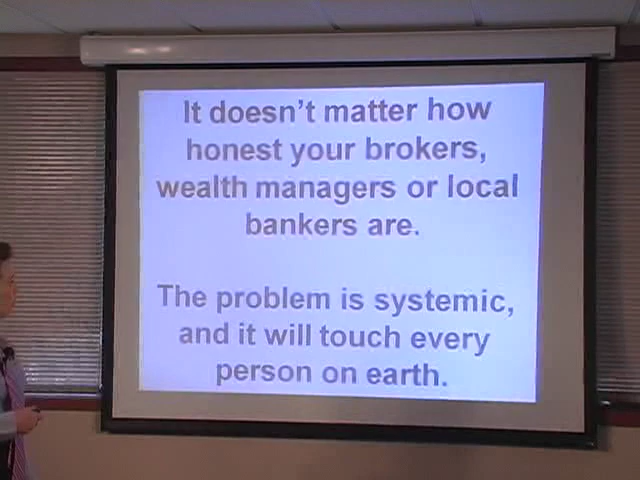 It doesn't matter how
honest your brokers,
wealth managers or local
bankers are.
The problem is systemic,
and it will touch every
person on earth.